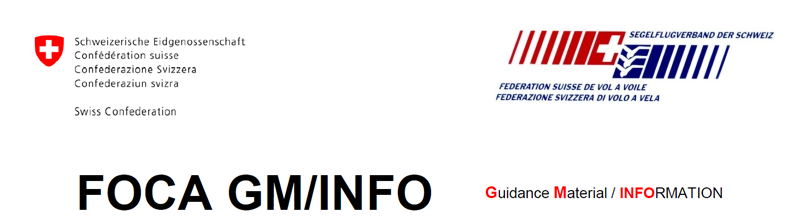 Schweizerische Eidgenossenschaft
Confédération suisse
Confederazione Svizzera
Confederaziun svizra
Swiss Confederation
SEGELFLUGVERBAND DER SCHWEIZ
FEDERATION SUISSE DE VOL A VOILE
FEDERAZIONE SVIZZERA DI VOLO A VELA
FOCA GM/INFO
Guidance Material / INFORMATION